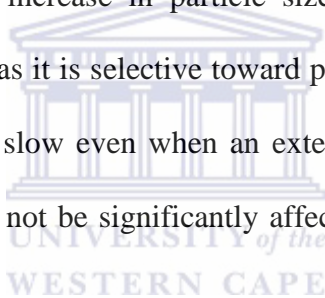 increase in particle size
as it is selective toward p
slow even when an exte
not be significantly affec
UNIVERSITY of the
WESTERN CAPE